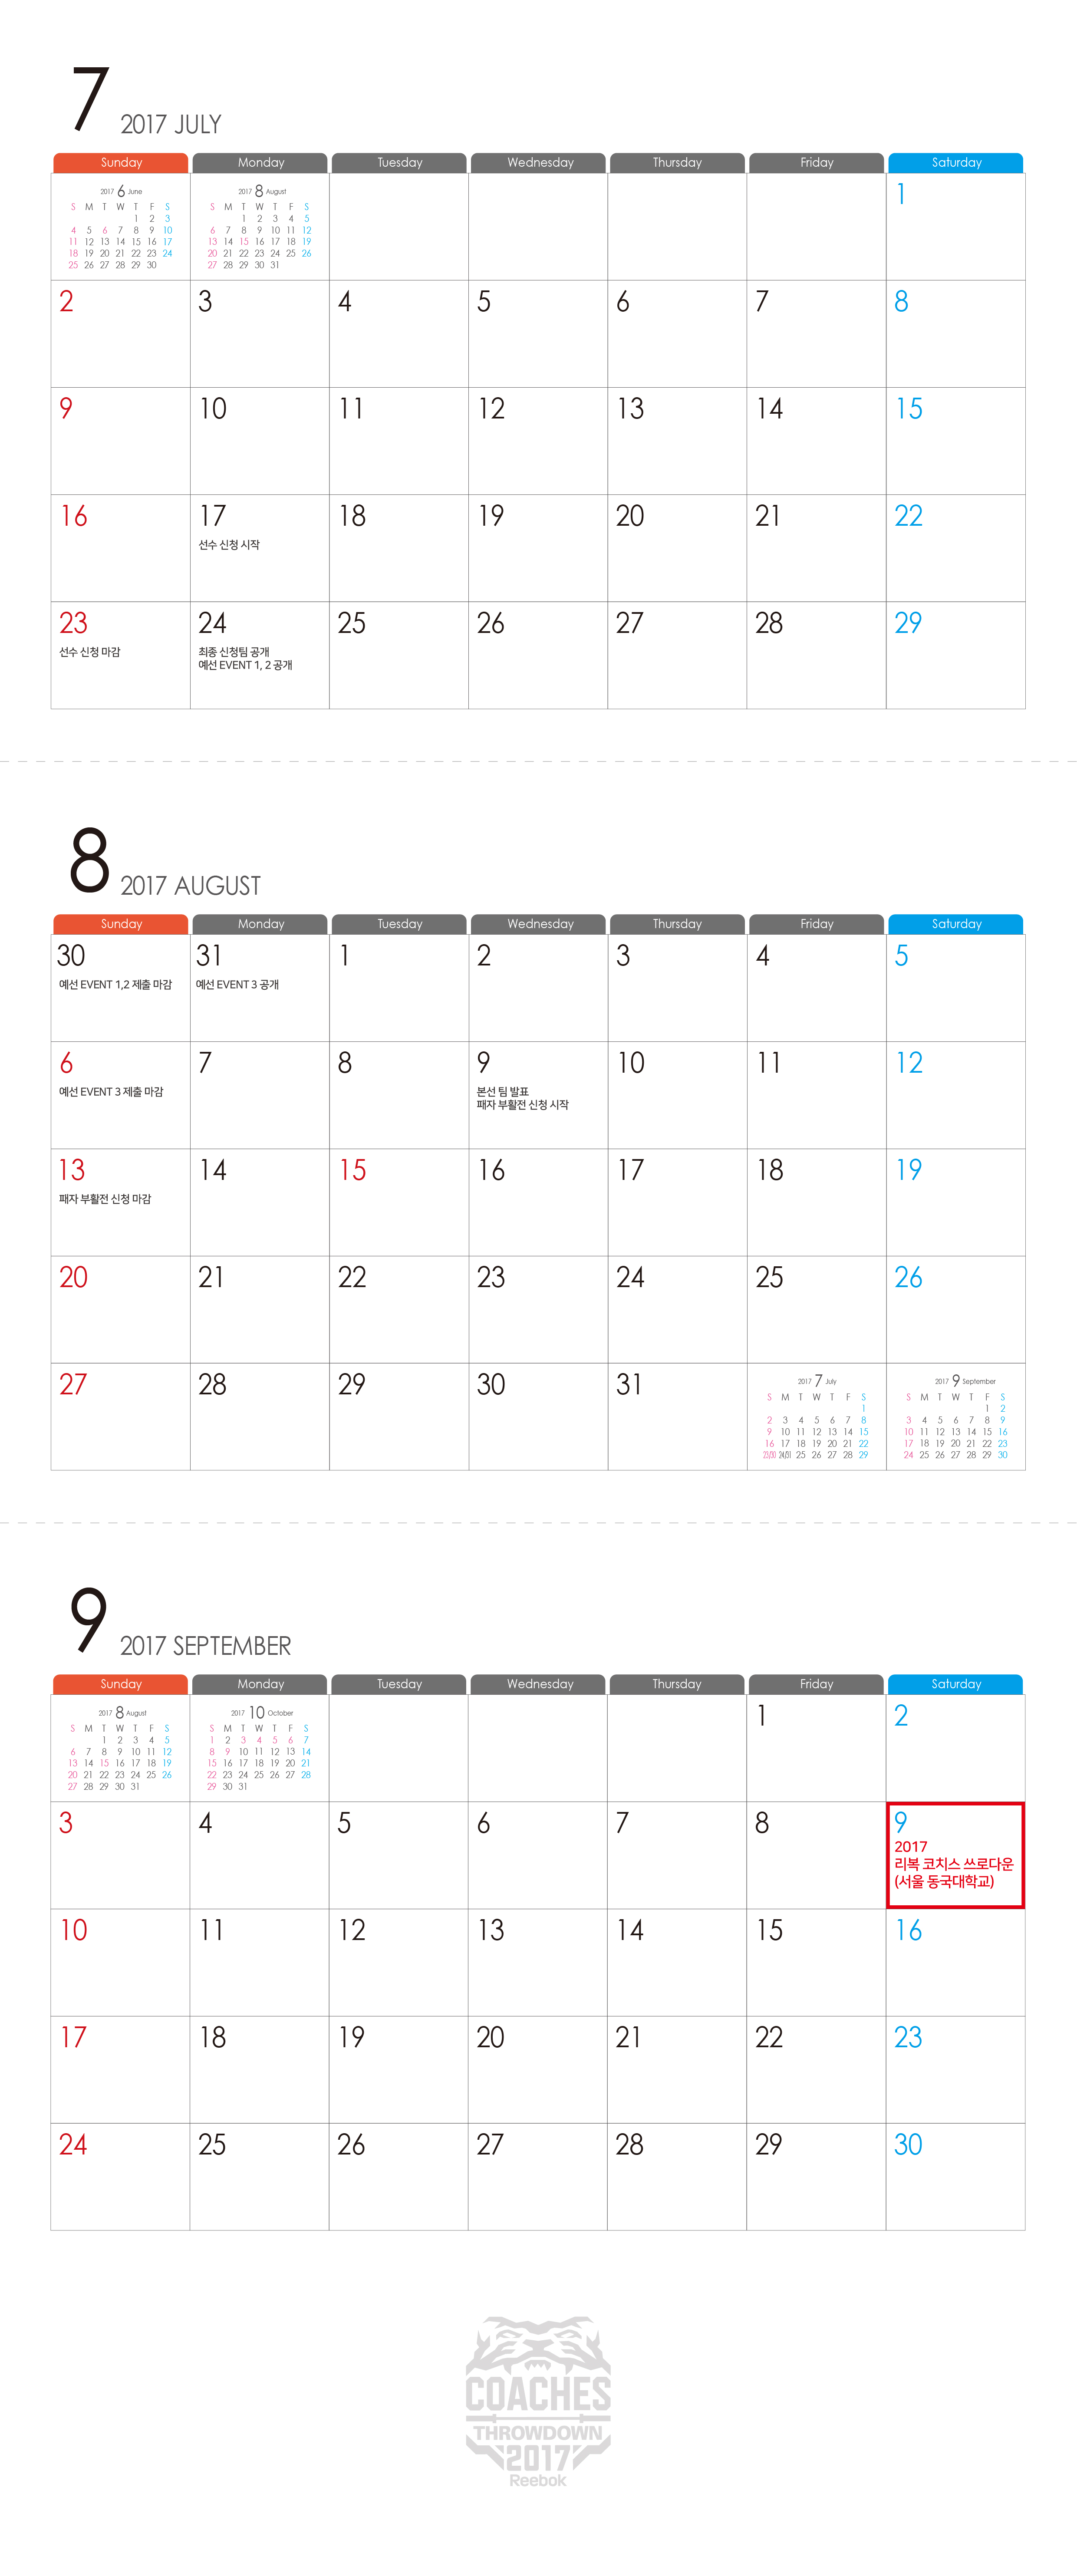 7 2017 JULY
Sunday Monday Tuesday Wednesday Thursday Friday Saturday
2017 6 June
S M T W T F S
1 2 3
4 5 6 7 8 9 10
11 12 13 14 15 16 17
18 19 20 21 22 23 24
25 26 27 28 29 30
2017 8 August
S M T W T F S
1 2 3 4 5
6 7 8 9 10 11 12
13 14 15 16 17 18 19
20 21 22 23 24 25 26
27 28 29 30 31
1
2 3 4 5 6 7 8
9 10 11 12 13 14 15
16 17 18 19 20 21 22
선수 신청 시작
23 24 25 26 27 28 29
선수 신청 마감
최종 신청팀 공개
예선 EVENT 1, 2 공개
8 2017 AUGUST
Sunday Monday Tuesday Wednesday Thursday Friday Saturday
30 31 1 2 3 4 5
예선 EVENT 1,2 제출 마감
예선 EVENT 3 공개
6 7 8 9 10 11 12
예선 EVENT 3 제출 마감
본선 팀 발표
패자 부활전 신청 시작
13 14 15 16 17 18 19
패자 부활전 신청 마감
20 21 22 23 24 25 26
27 28 29 30 31
2017 7 July
S M T W T F S
1
2 3 4 5 6 7 8
9 10 11 12 13 14 15
16 17 18 19 20 21 22
23/30 24/31 25 26 27 28 29
2017 9 September
S M T W T F S
1 2
3 4 5 6 7 8 9
10 11 12 13 14 15 16
17 18 19 20 21 22 23
24 25 26 27 28 29 30
9 2017 SEPTEMBER
Sunday Monday Tuesday Wednesday Thursday Friday Saturday
2017 8 August
S M T W T F S
1 2 3 4 5
6 7 8 9 10 11 12
13 14 15 16 17 18 19
20 21 22 23 24 25 26
27 28 29 30 31
2017 10 October
S M T W T F S
1 2 3 4 5 6 7
8 9 10 11 12 13 14
15 16 17 18 19 20 21
22 23 24 25 26 27 28
29 30 31
1 2
3 4 5 6 7 8 9
2017
리복 코치스 쓰로다운
(서울 동국대학교)
10 11 12 13 14 15 16
17 18 19 20 21 22 23
24 25 26 27 28 29 30
COACHES
THROWDOWN
2017
Reebok